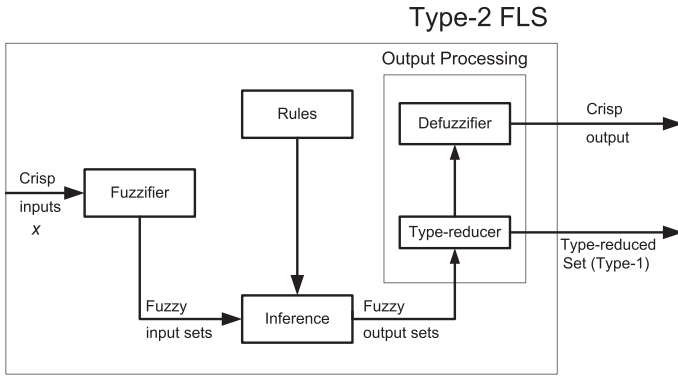 Type-2 FLS
Output Processing
Rules
Defuzzifier
Crisp
output
Crisp
inputs
x
Fuzzifier
Type-reducer
Type-reduced
Set (Type-1)
Fuzzy
input sets
Inference
Fuzzy
output sets